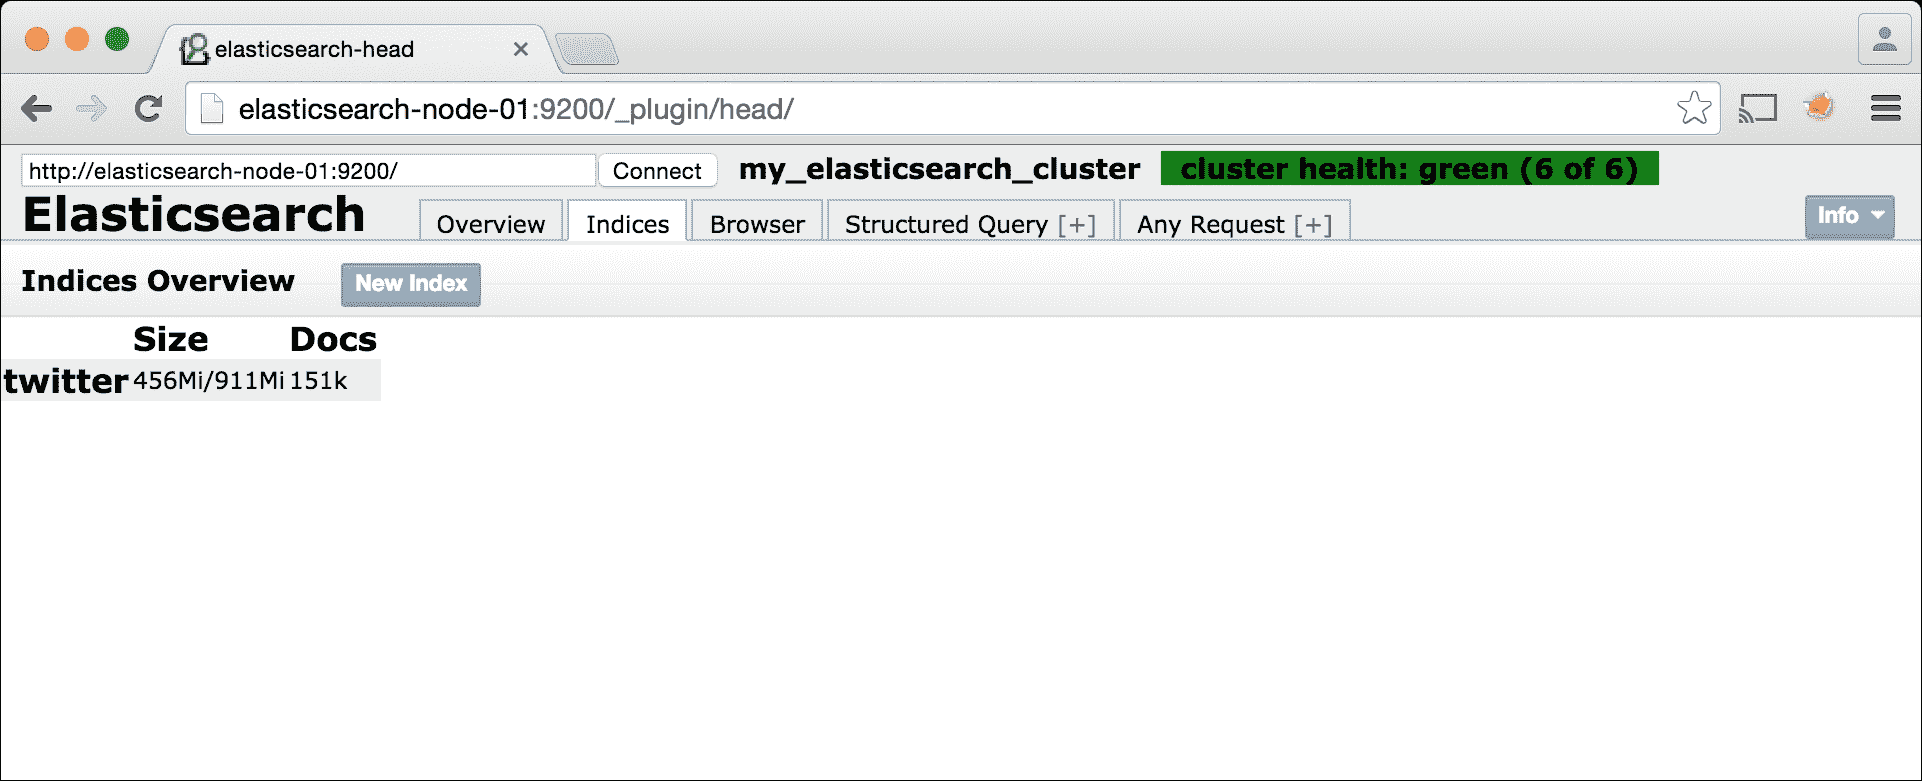 elasticsearch-head
elasticsearch-node-01:9200/_plugin/head/
http://elasticsearch-node-01:9200/ Connect my_elasticsearch_cluster cluster health: green (6 of 6)
Elasticsearch Overview Indices Browser Structured Query [+] Any Request [+] Info
Indices Overview New Index
Size Docs
twitter 456Mi/911Mi 151k